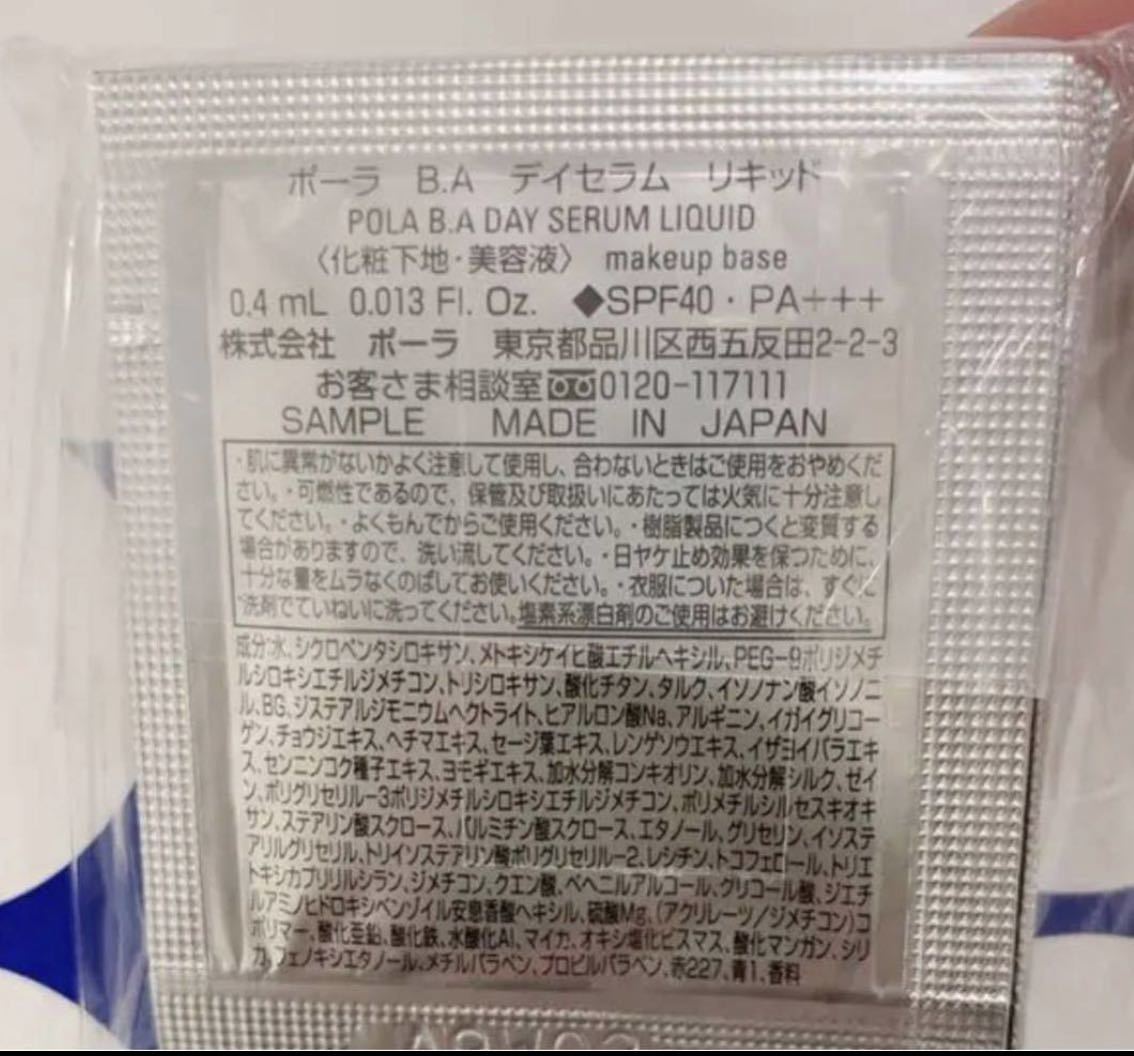 ポーラ B.A デイセラム リキッド
POLA B.A DAY SERUM LIQUID
〈化粧下地・美容液〉 makeup base
0.4 mL 0.013 Fl. Oz. ◆SPF40・PA+++
株式会社 ポーラ 東京都品川区西五反田2-2-3
お客さま相談室 0120-117111
SAMPLE MADE IN JAPAN
・肌に異常がないかよく注意して使用し、合わないときはご使用をおやめくだ
さい。・可燃性であるので、保管及び取扱いにあたっては火気に十分注意し
てください。・よくもんでからご使用ください。・樹脂製品につくと変質する
場合がありますので、洗い流してください。・日ヤケ止め効果を保つために、
十分な量をムラなくのばしてお使いください。・衣服についた場合は、すぐに
洗剤でていねいに洗ってください。塩素系漂白剤のご使用はお避けください。
成分:水、シクロペンタシロキサン、メトキシケイヒ酸エチルヘキシル、PEG-9ポリジメチ
ルシロキシエチルジメチコン、トリシロキサン、酸化チタン、タルク、イソノナン酸イソノニ
ル、BG、ジステアルジモニウムヘクトライト、ヒアルロン酸Na、アルギニン、イガイグリコー
ゲン、チョウジエキス、ヘチマエキス、セージ葉エキス、レンゲソウエキス、イザヨイバラエキ
ス、センニンコク種子エキス、ヨモギエキス、加水分解コンキオリン、加水分解シルク、ゼイ
ン、ポリグリセリル-3ポリジメチルシロキシエチルジメチコン、ポリメチルシルセスキオキ
サン、ステアリン酸スクロース、パルミチン酸スクロース、エタノール、グリセリン、イソステ
アリルグリセリル、トリイソステアリン酸ポリグリセリル-2、レシチン、トコフェロール、トリエ
トキシカプリリルシラン、ジメチコン、クエン酸、ベヘニルアルコール、グリコール酸、ジエチ
ルアミノヒドロキシベンゾイル安息香酸ヘキシル、硫酸Mg、(アクリレーツ/ジメチコン)コ
ポリマー、酸化亜鉛、酸化鉄、水酸化Al、マイカ、オキシ塩化ビスマス、酸化マンガン、シリ
カ、フェノキシエタノール、メチルパラベン、プロピルパラベン、赤227、青1、香料